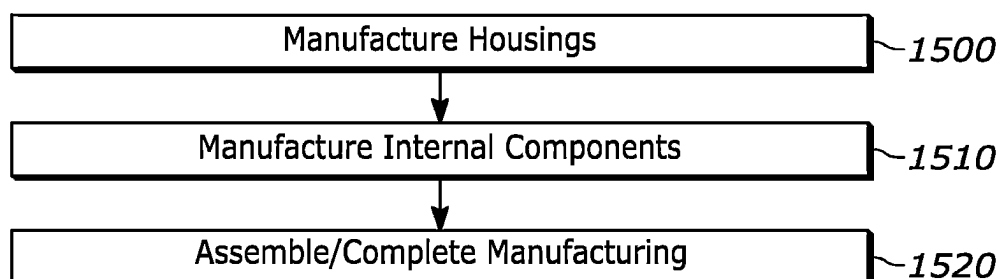 Manufacture Housings
1500
Manufacture Internal Components
1510
Assemble/Complete Manufacturing
1520